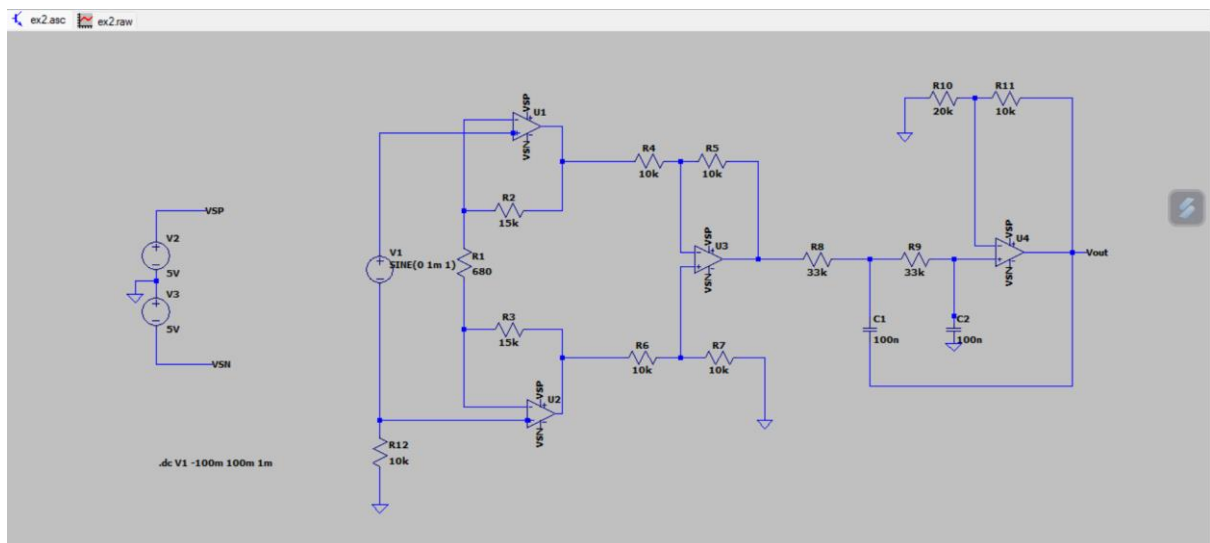 ex2.asc
ex2.raw
R10
20k
R11
10k
VSP
U1
VSN
R4
10k
R5
10k
R2
15k
VSP
V2
5V
V3
5V
VSN
V1
SINE(0 1m 1)
R1
680
VSP
U3
VSN
R8
33k
R9
33k
VSP
U4
VSN
Vout
R3
15k
C1
100n
C2
100n
R6
10k
R7
10k
VSP
U2
VSN
R12
10k
.dc V1 -100m 100m 1m